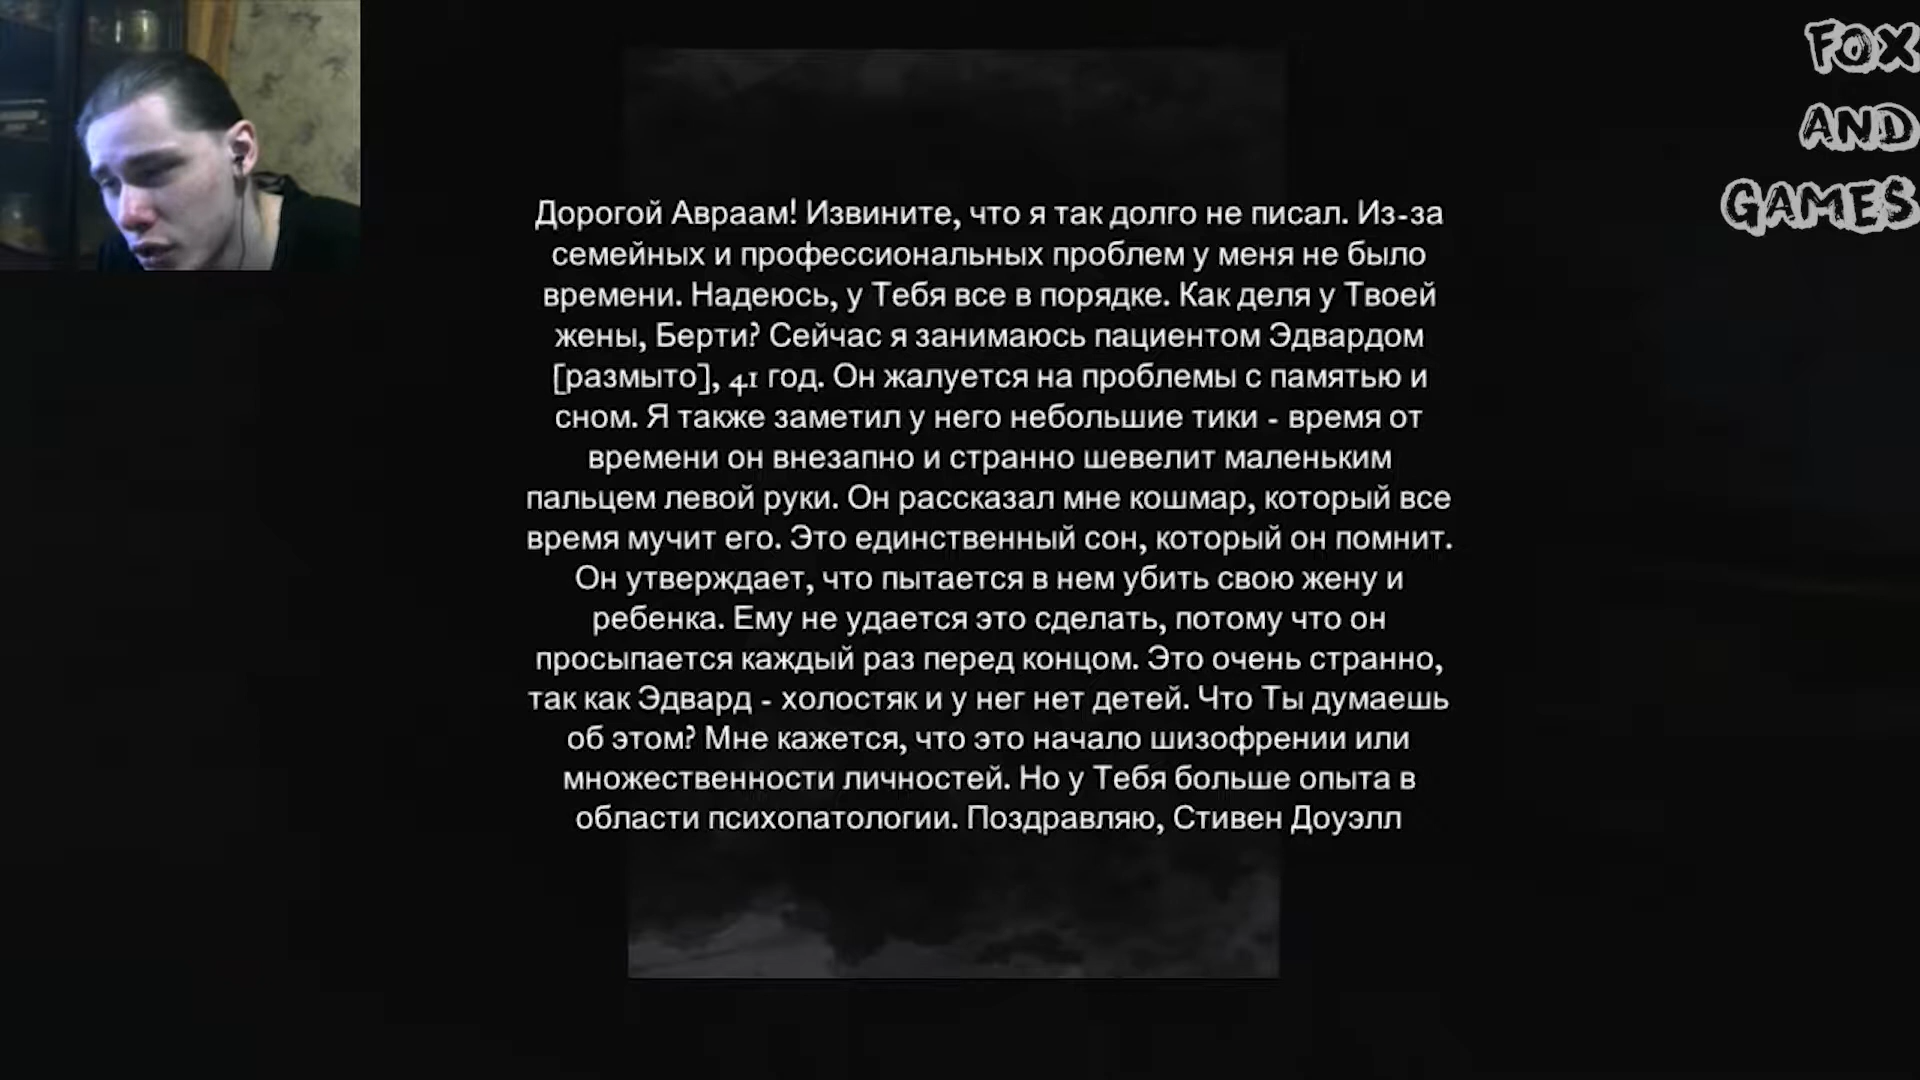 FOX
AND
GAMES
Дорогой Авраам! Извините, что я так долго не писал. Из-за
семейных и профессиональных проблем у меня не было
времени. Надеюсь, у Тебя все в порядке. Как деля у Твоей
жены, Берти? Сейчас я занимаюсь пациентом Эдвардом
[размыто], 41 год. Он жалуется на проблемы с памятью и
сном. Я также заметил у него небольшие тики - время от
времени он внезапно и странно шевелит маленьким
пальцем левой руки. Он рассказал мне кошмар, который все
время мучит его. Это единственный сон, который он помнит.
Он утверждает, что пытается в нем убить свою жену и
ребенка. Ему не удается это сделать, потому что он
просыпается каждый раз перед концом. Это очень странно,
так как Эдвард - холостяк и у нег нет детей. Что Ты думаешь
об этом? Мне кажется, что это начало шизофрении или
множественности личностей. Но у Тебя больше опыта в
области психопатологии. Поздравляю, Стивен Доуэлл